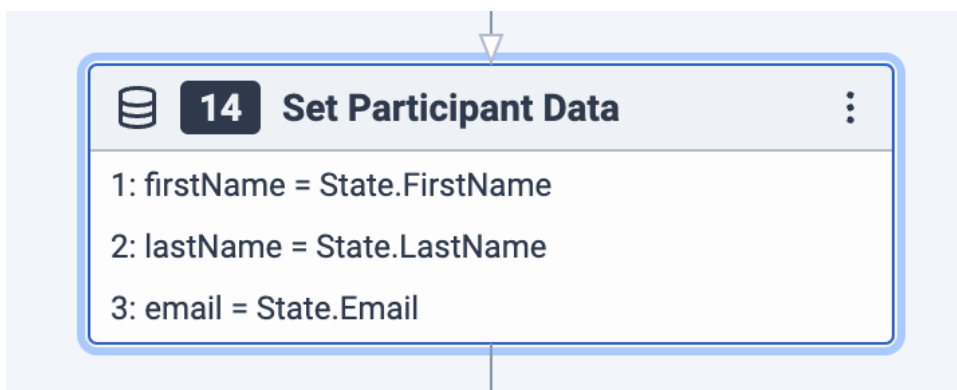 14 Set Participant Data
1: firstName = State.FirstName
2: lastName = State.LastName
3: email = State.Email